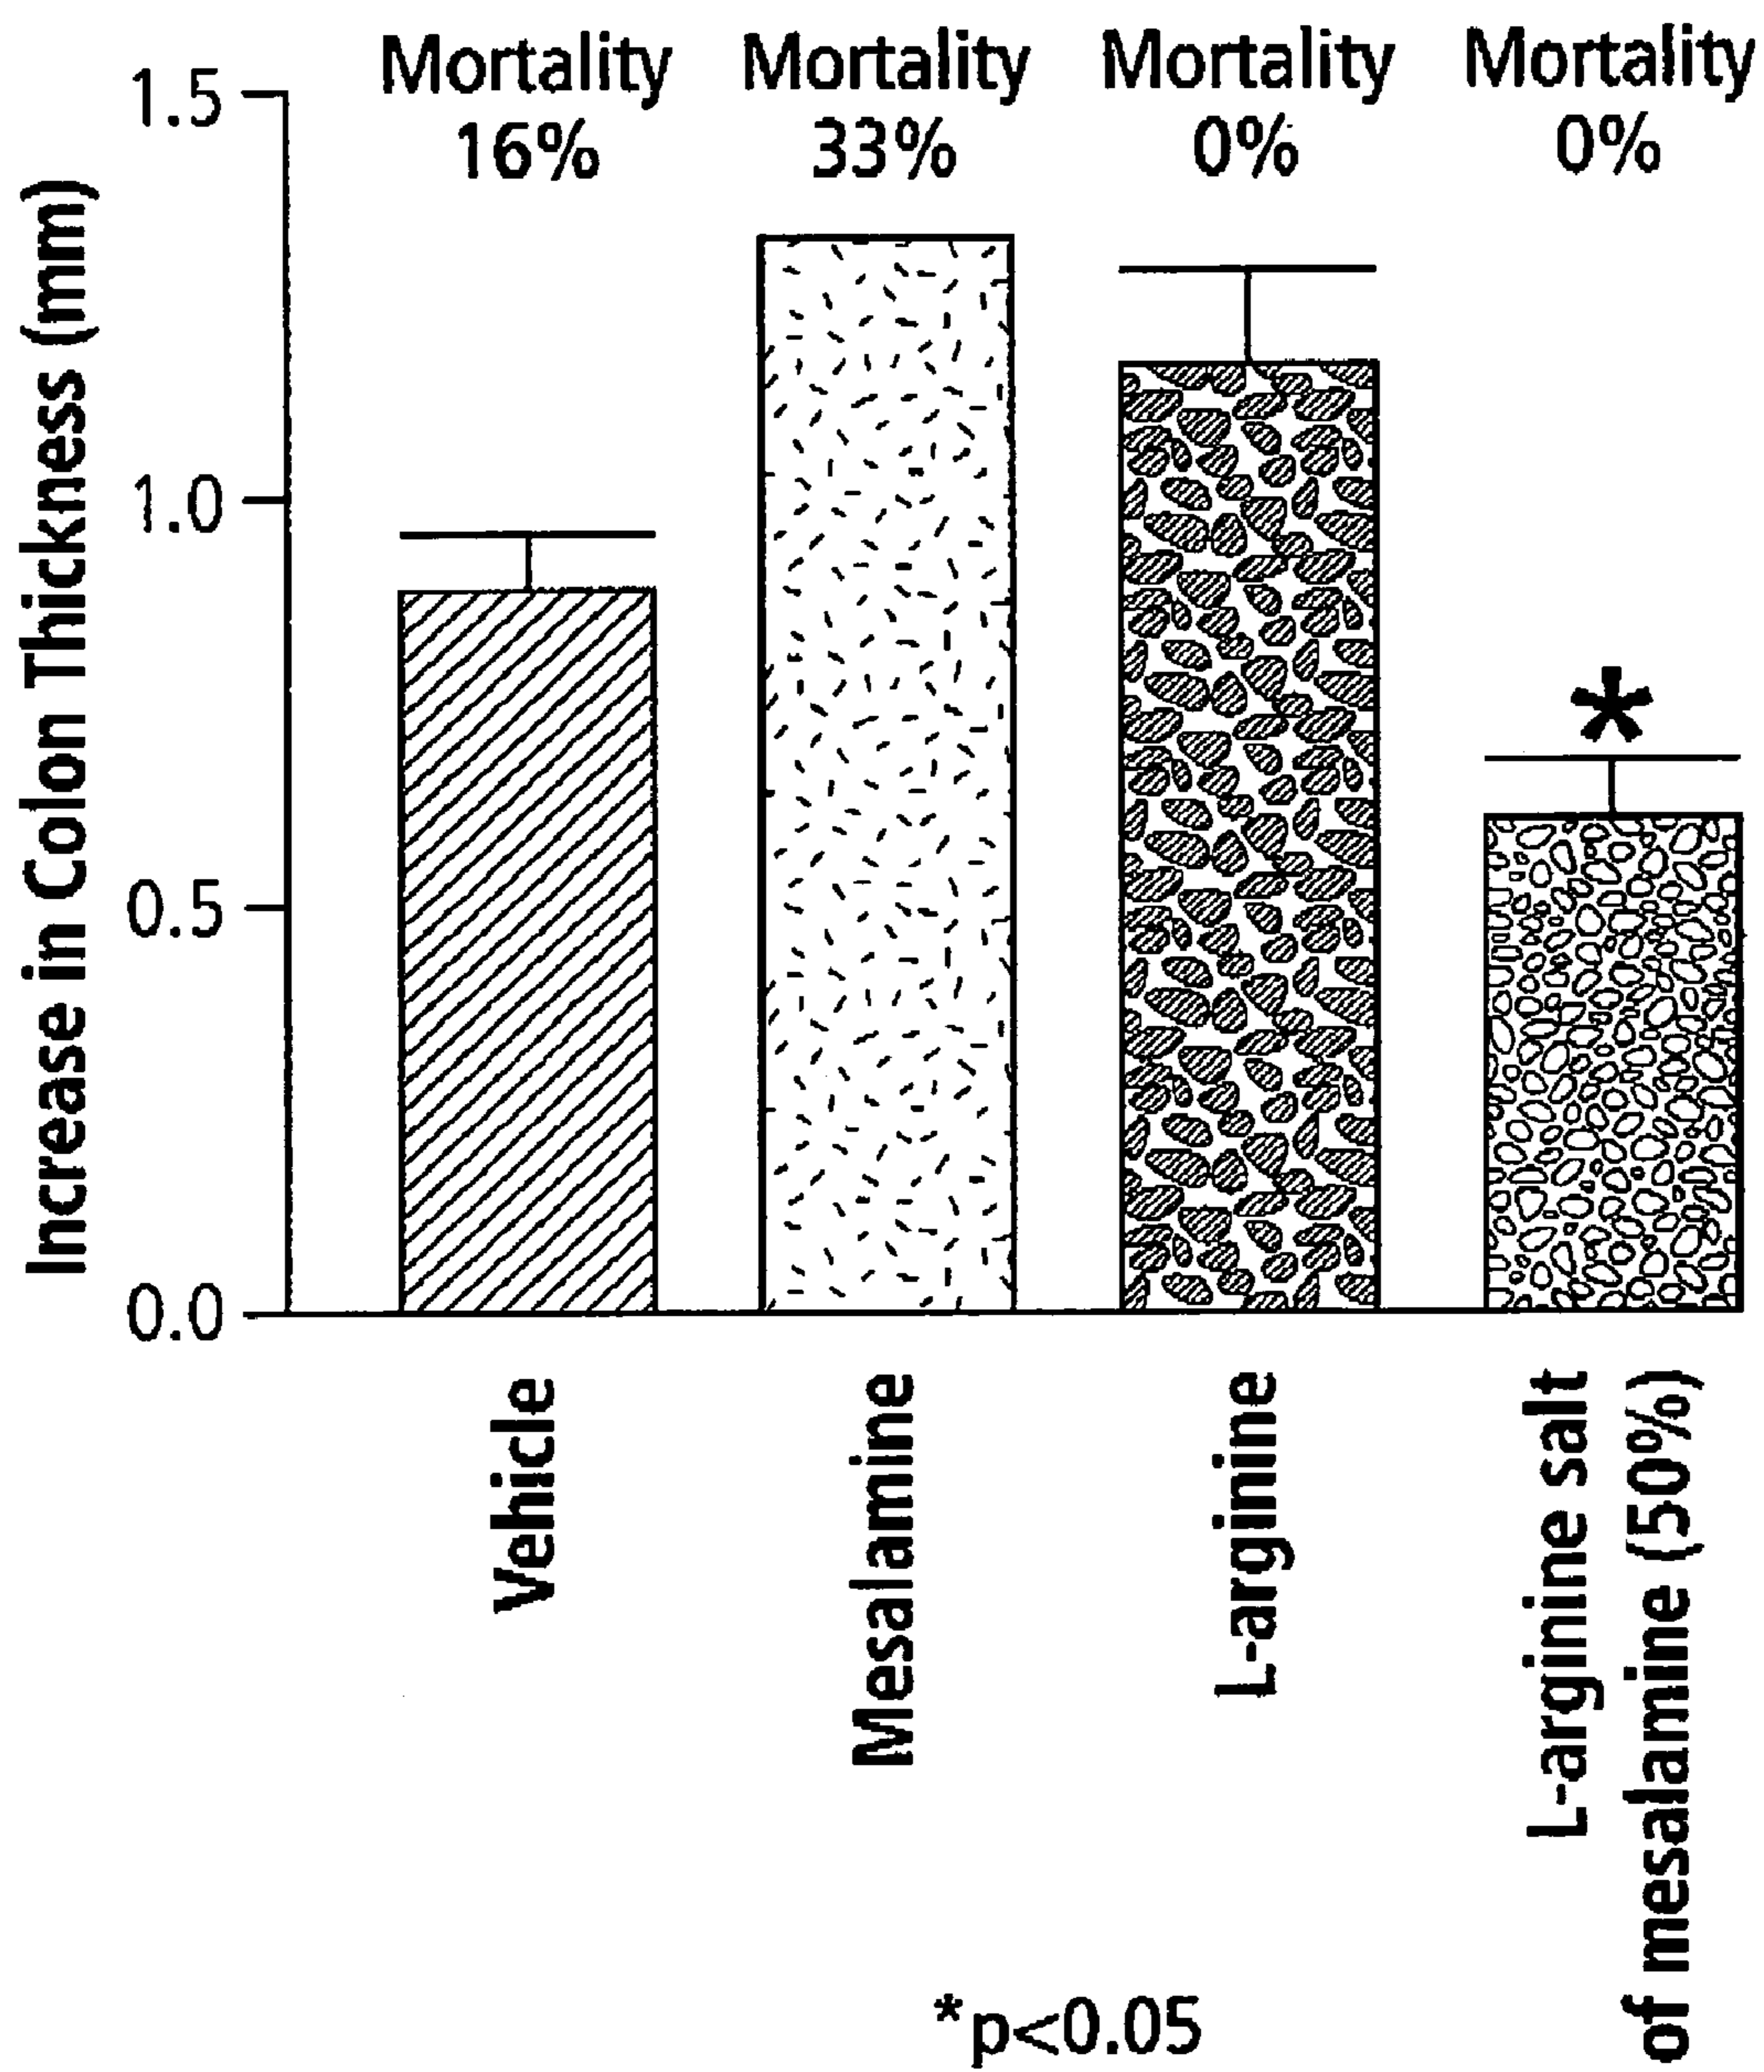 Mortality
16%
Mortality
33%
Mortality
0%
Mortality
0%
Increase in Colon Thickness (mm)
1.5
1.0
0.5
0.0
*
Vehicle
Mesalamine
L-arginine
L-arginine salt
of mesalamine (50%)
*p<0.05